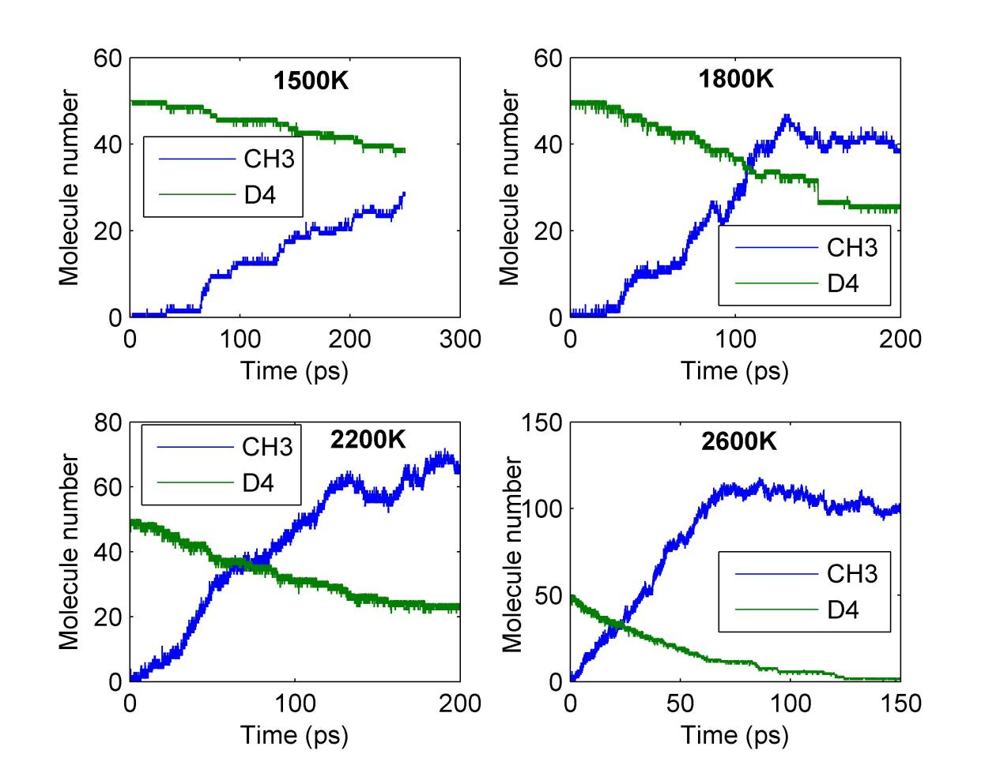 60
1500K
40
CH3
D4
20
0
0 100 200 300
Time (ps)
Molecule number
60
1800K
40
20
CH3
D4
0
0 100 200
Time (ps)
Molecule number
80
CH3
2200K
D4
60
40
20
0
0 100 200
Time (ps)
Molecule number
150
2600K
100
CH3
50
D4
0
0 50 100 150
Time (ps)
Molecule number